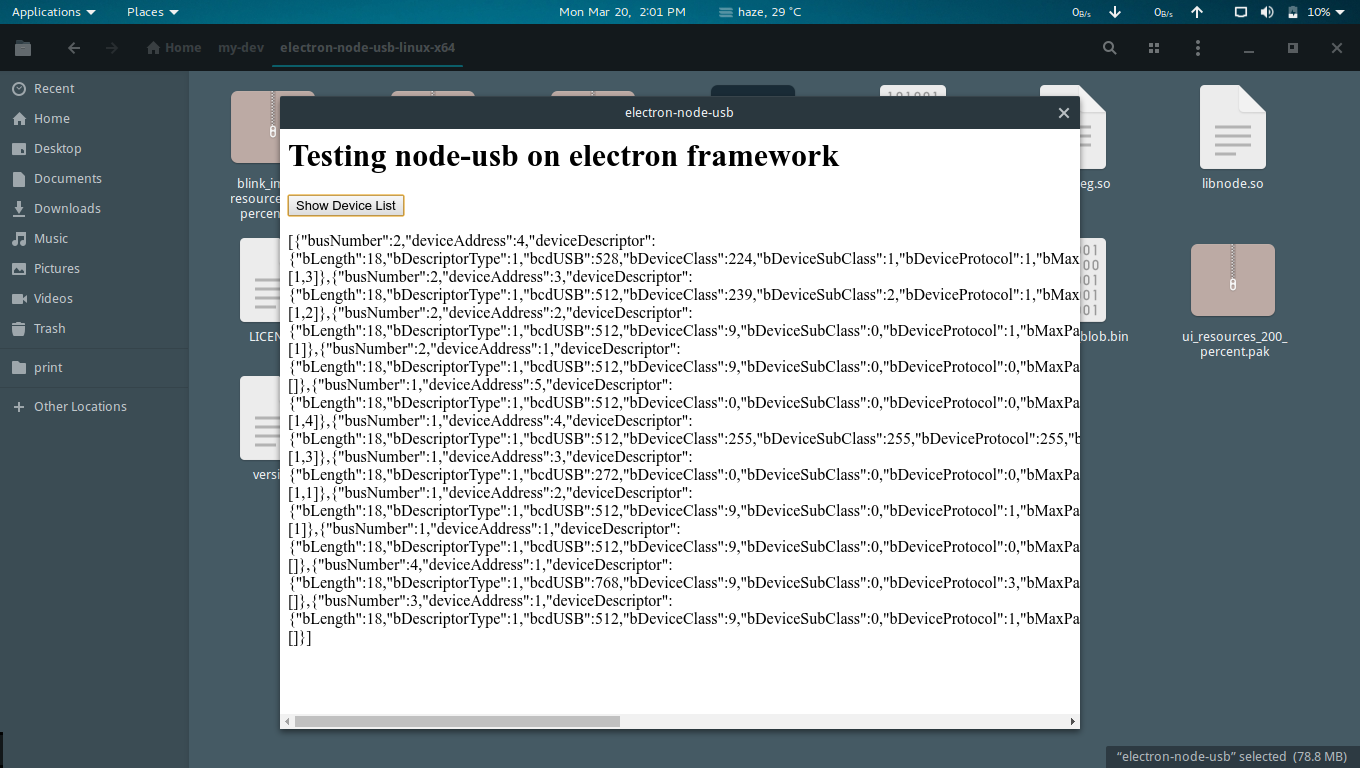 Applications Places Mon Mar 20, 2:01 PM haze, 29 °C 0B/s 0B/s 10%
Home my-dev electron-node-usb-linux-x64
Recent
Home
Desktop
Documents
Downloads
Music
Pictures
Videos
Trash
print
Other Locations
electron-node-usb
Testing node-usb on electron framework
Show Device List
[{"busNumber":2,"deviceAddress":4,"deviceDescriptor":
{"bLength":18,"bDescriptorType":1,"bcdUSB":528,"bDeviceClass":224,"bDeviceSubClass":1,"bDeviceProtocol":1,"bMax
[1,3]},{"busNumber":2,"deviceAddress":3,"deviceDescriptor":
{"bLength":18,"bDescriptorType":1,"bcdUSB":512,"bDeviceClass":239,"bDeviceSubClass":2,"bDeviceProtocol":1,"bMax
[1,2]},{"busNumber":2,"deviceAddress":2,"deviceDescriptor":
{"bLength":18,"bDescriptorType":1,"bcdUSB":512,"bDeviceClass":9,"bDeviceSubClass":0,"bDeviceProtocol":1,"bMaxPa
[1]},{"busNumber":2,"deviceAddress":1,"deviceDescriptor":
{"bLength":18,"bDescriptorType":1,"bcdUSB":512,"bDeviceClass":9,"bDeviceSubClass":0,"bDeviceProtocol":0,"bMaxPa
[]},{"busNumber":1,"deviceAddress":5,"deviceDescriptor":
{"bLength":18,"bDescriptorType":1,"bcdUSB":512,"bDeviceClass":0,"bDeviceSubClass":0,"bDeviceProtocol":0,"bMaxPa
[1,4]},{"busNumber":1,"deviceAddress":4,"deviceDescriptor":
{"bLength":18,"bDescriptorType":1,"bcdUSB":512,"bDeviceClass":255,"bDeviceSubClass":255,"bDeviceProtocol":255,"b
[1,3]},{"busNumber":1,"deviceAddress":3,"deviceDescriptor":
{"bLength":18,"bDescriptorType":1,"bcdUSB":272,"bDeviceClass":0,"bDeviceSubClass":0,"bDeviceProtocol":0,"bMaxPa
[1,1]},{"busNumber":1,"deviceAddress":2,"deviceDescriptor":
{"bLength":18,"bDescriptorType":1,"bcdUSB":512,"bDeviceClass":9,"bDeviceSubClass":0,"bDeviceProtocol":1,"bMaxPa
[1]},{"busNumber":1,"deviceAddress":1,"deviceDescriptor":
{"bLength":18,"bDescriptorType":1,"bcdUSB":512,"bDeviceClass":9,"bDeviceSubClass":0,"bDeviceProtocol":0,"bMaxPa
[]},{"busNumber":4,"deviceAddress":1,"deviceDescriptor":
{"bLength":18,"bDescriptorType":1,"bcdUSB":768,"bDeviceClass":9,"bDeviceSubClass":0,"bDeviceProtocol":3,"bMaxPa
[]},{"busNumber":3,"deviceAddress":1,"deviceDescriptor":
{"bLength":18,"bDescriptorType":1,"bcdUSB":512,"bDeviceClass":9,"bDeviceSubClass":0,"bDeviceProtocol":1,"bMaxPa
[]}]
blink_in
resource
percen
eg.so
libnode.so
LICEN
blob.bin
ui_resources_200_
percent.pak
versi
"electron-node-usb" selected (78.8 MB)